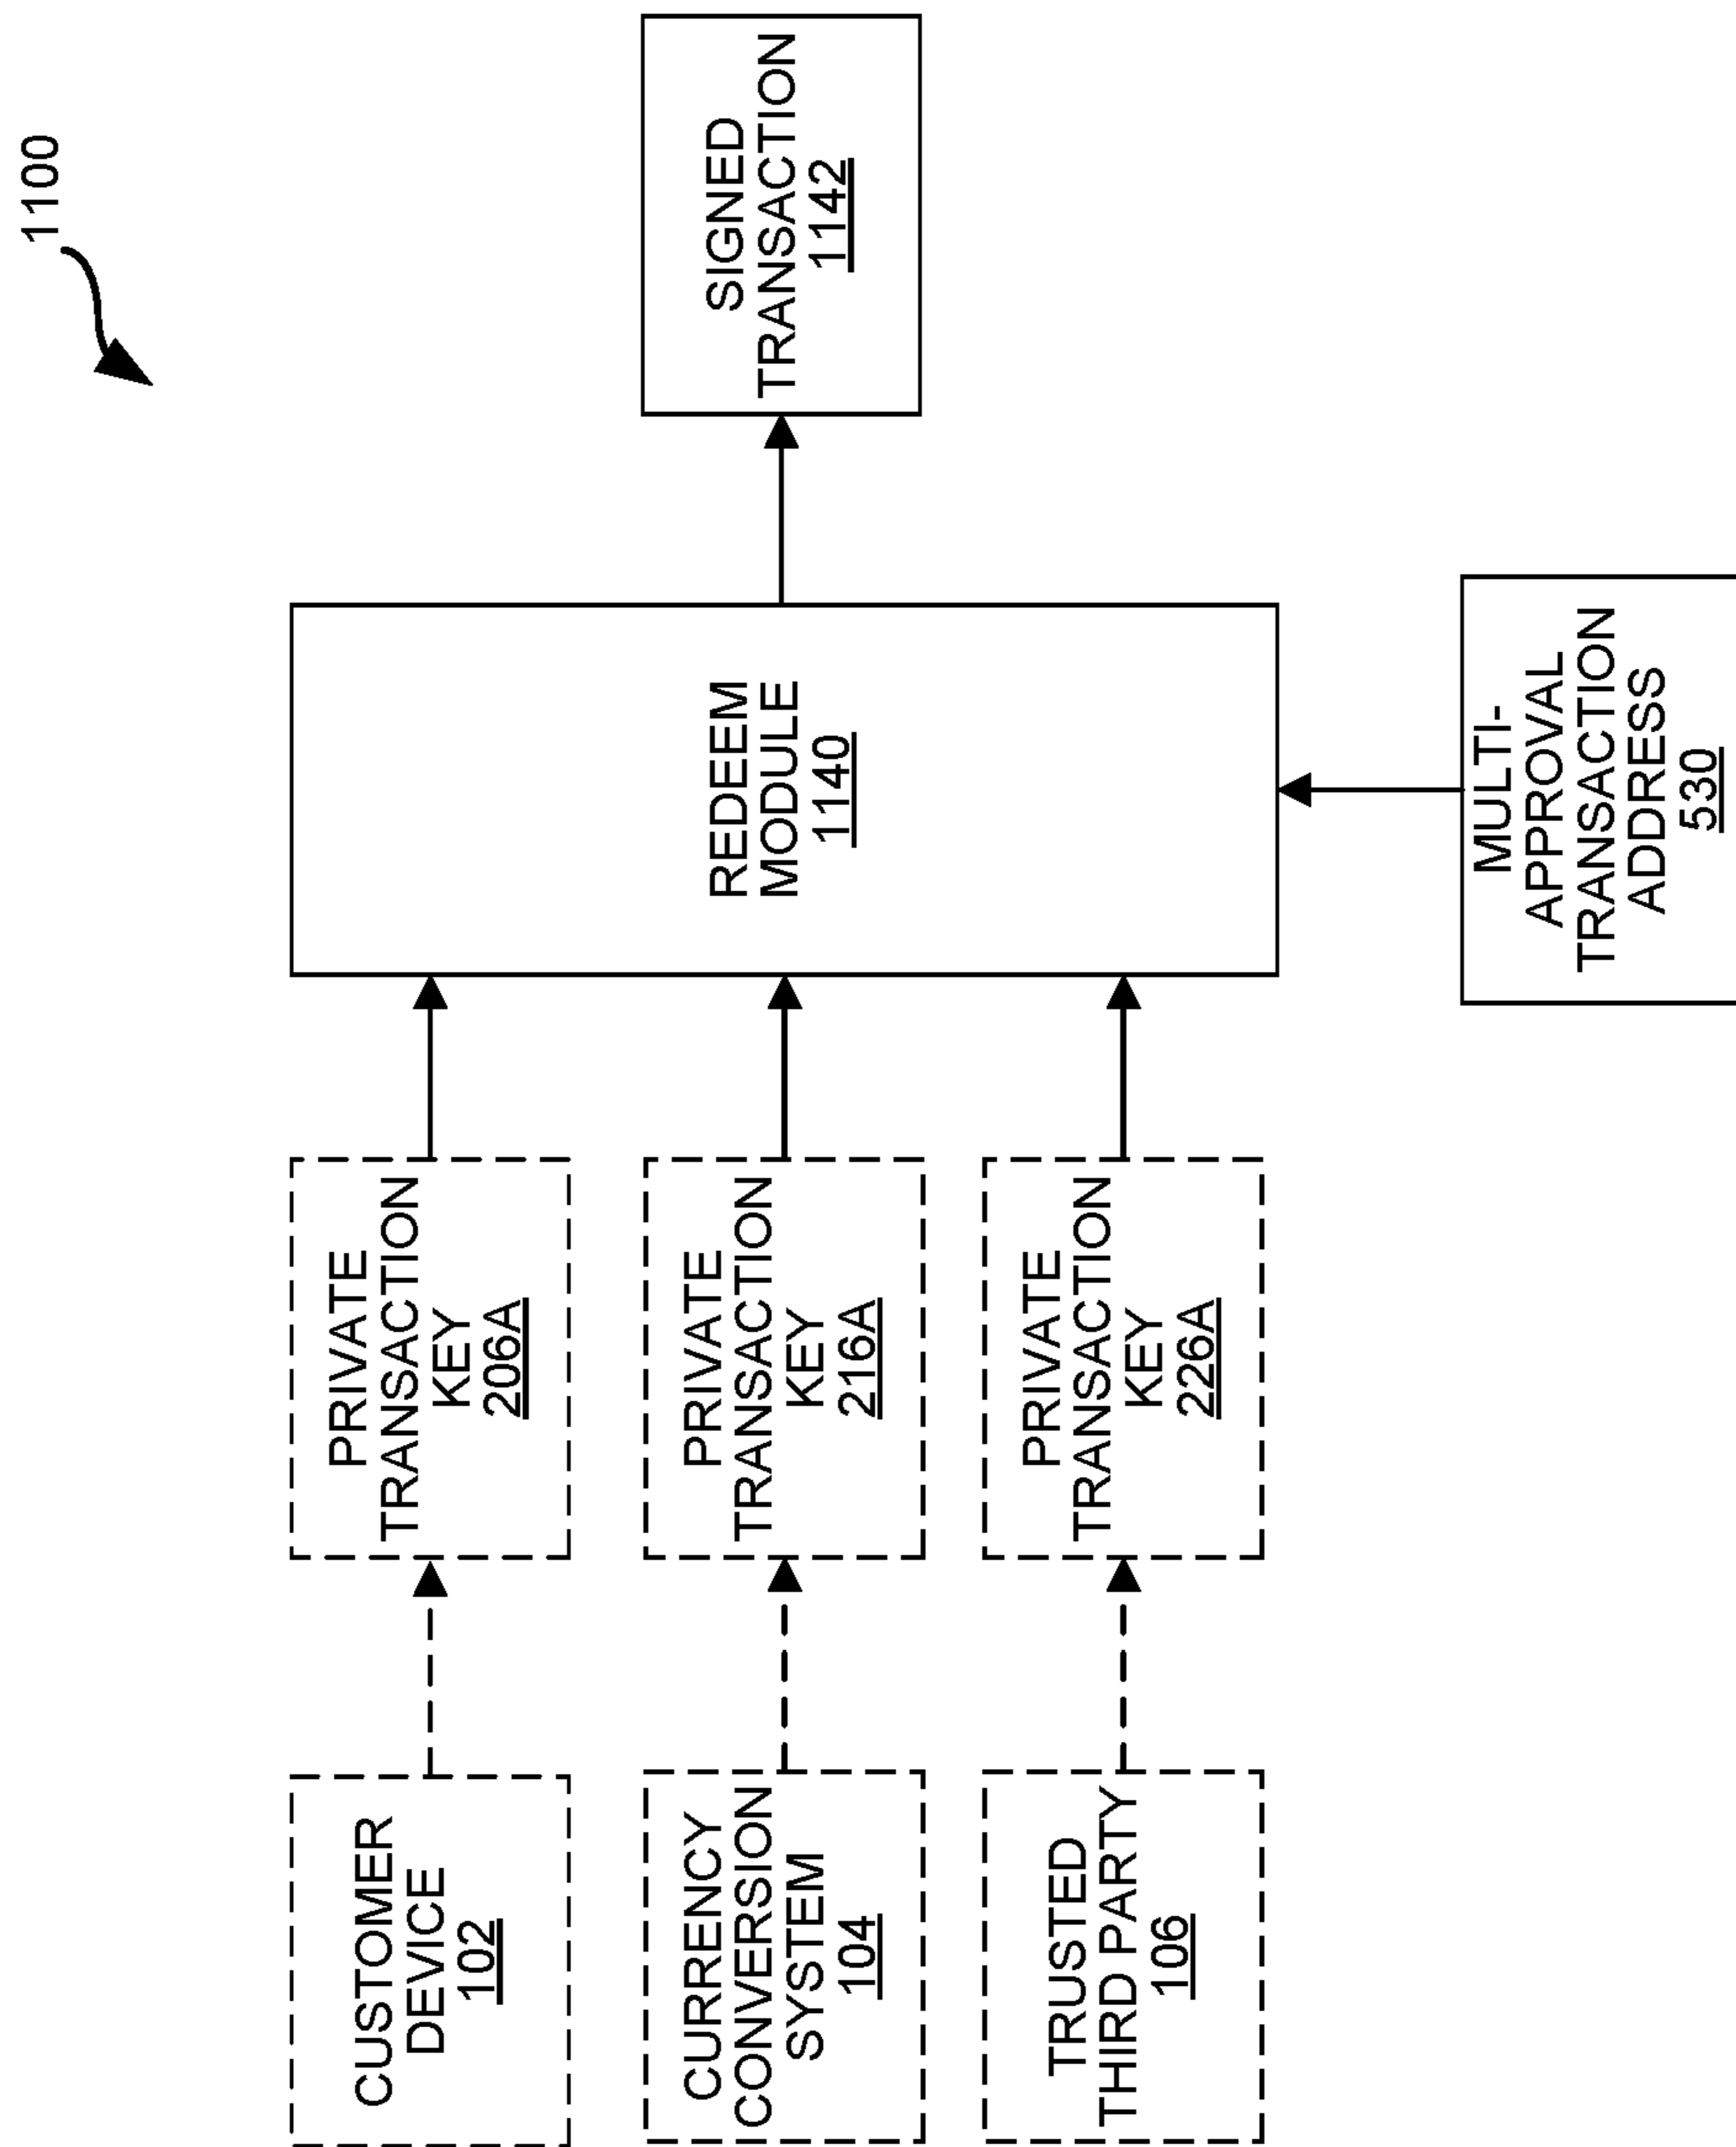 1100
CUSTOMER
DEVICE
102
PRIVATE
TRANSACTION
KEY
206A
CURRENCY
CONVERSION
SYSTEM
104
PRIVATE
TRANSACTION
KEY
216A
TRUSTED
THIRD PARTY
106
PRIVATE
TRANSACTION
KEY
226A
REDEEM
MODULE
1140
SIGNED
TRANSACTION
1142
MULTI-
APPROVAL
TRANSACTION
ADDRESS
530